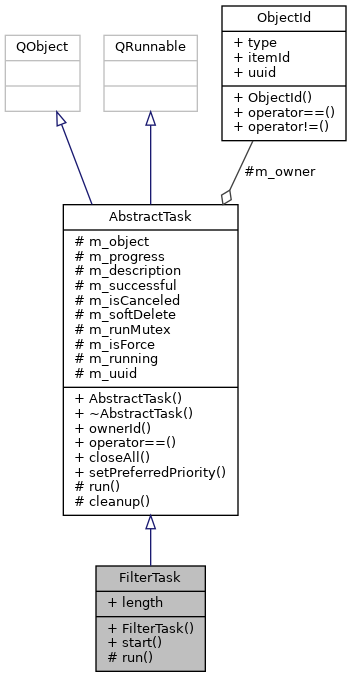 ObjectId
+ type
+ itemId
+ uuid
+ ObjectId()
+ operator==()
+ operator!=()
QObject
QRunnable
#m_owner
AbstractTask
# m_object
# m_progress
# m_description
# m_successful
# m_isCanceled
# m_softDelete
# m_runMutex
# m_isForce
# m_running
# m_uuid
+ AbstractTask()
+ ~AbstractTask()
+ ownerId()
+ operator==()
+ closeAll()
+ setPreferredPriority()
# run()
# cleanup()
FilterTask
+ length
+ FilterTask()
+ start()
# run()